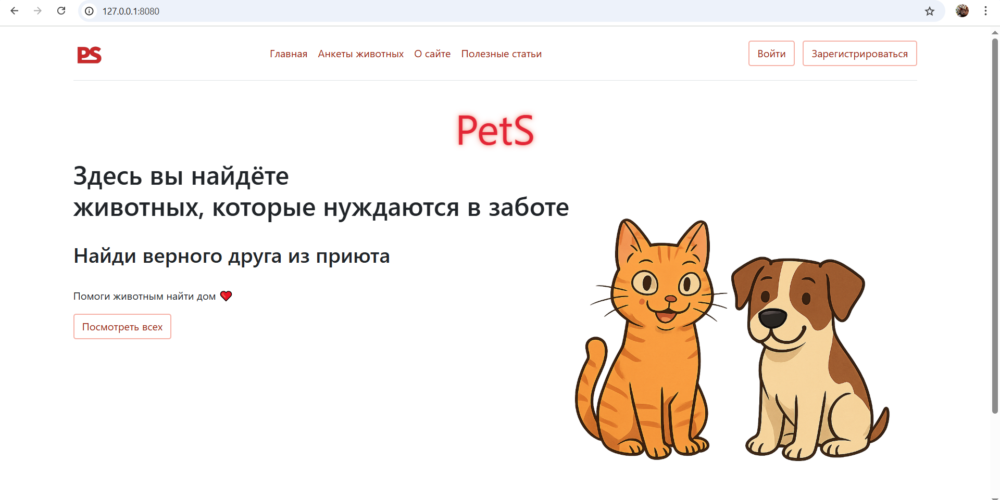 127.0.0.1:8080
PS
Главная Анкеты животных О сайте Полезные статьи
Войти Зарегистрироваться
PetS
Здесь вы найдёте
животных, которые нуждаются в заботе
Найди верного друга из приюта
Помоги животным найти дом ❤️
Посмотреть всех